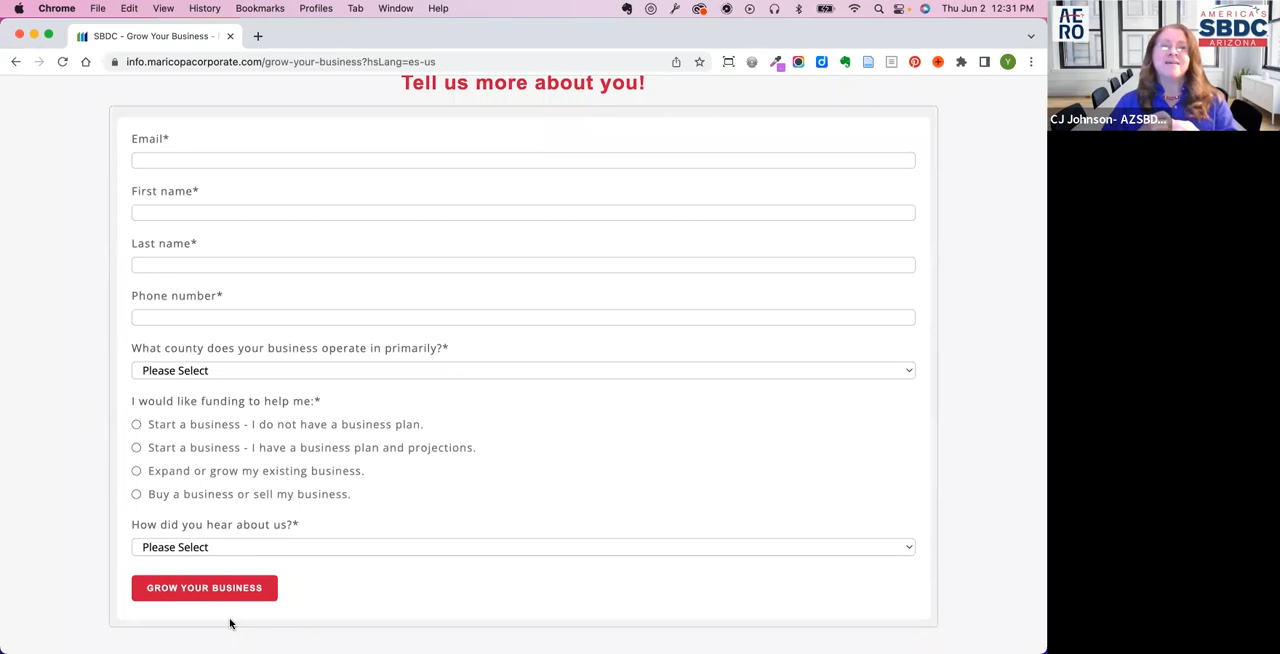 Chrome File Edit View History Bookmarks Profiles Tab Window Help Thu Jun 2 12:31 PM
SBDC - Grow Your Business -
info.maricopacorporate.com/grow-your-business?hsLang=es-us
Y
AE
RO
AMERICA'S
SBDC
ARIZONA
CJ Johnson- AZSBD...
Tell us more about you!
Email*
First name*
Last name*
Phone number*
What county does your business operate in primarily?*
Please Select
I would like funding to help me:*
Start a business - I do not have a business plan.
Start a business - I have a business plan and projections.
Expand or grow my existing business.
Buy a business or sell my business.
How did you hear about us?*
Please Select
GROW YOUR BUSINESS